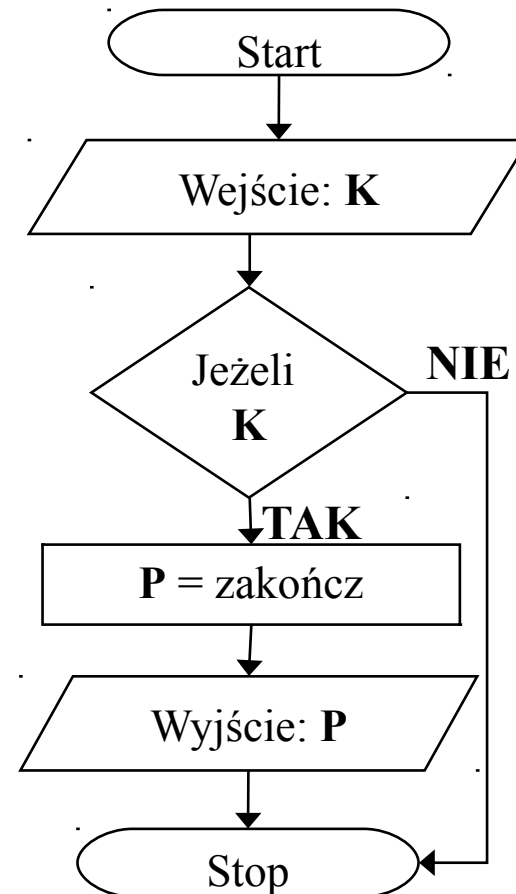 Start
Wejście: K
Jeżeli
K
NIE
TAK
P = zakończ
Wyjście: P
Stop